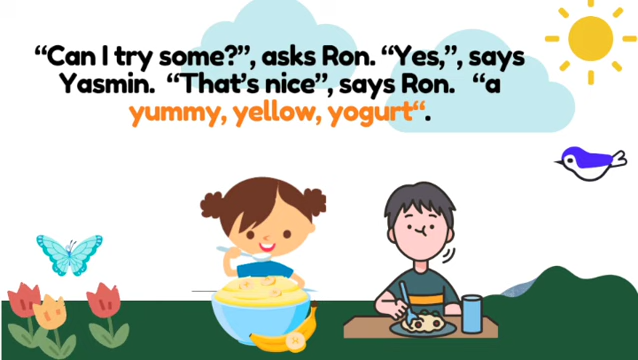 “Can I try some?”, asks Ron. “Yes,”, says
Yasmin. “That’s nice”, says Ron. “a
yummy, yellow, yogurt“.